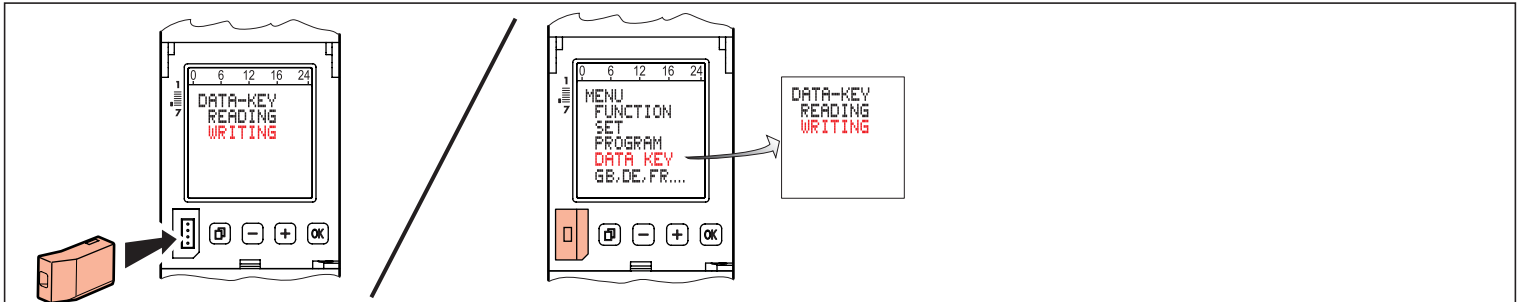 0 6 12 16 24
1
7
DATA-KEY
READING
WRITING
OK
0 6 12 16 24
1
7
MENU
FUNCTION
SET
PROGRAM
DATA KEY
GB,DE,FR....
OK
DATA-KEY
READING
WRITING